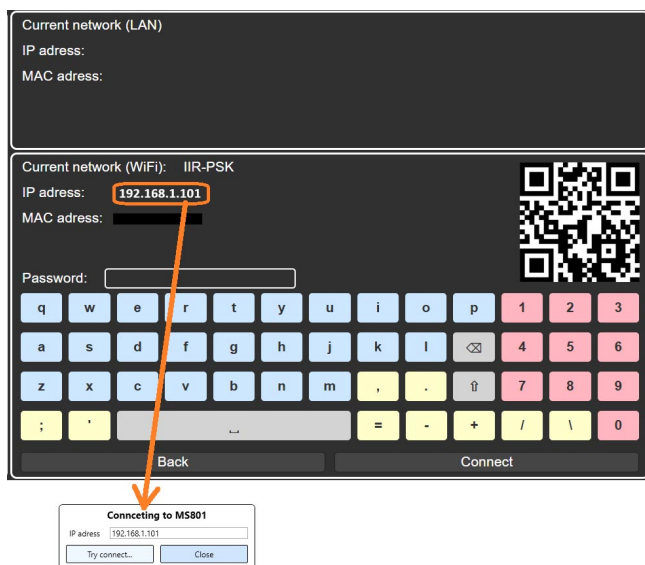 Current network (LAN)
IP adress:
MAC adress:
Current network (WiFi): IIR-PSK
IP adress: 192.168.1.101
MAC adress:
Password:
q w e r t y u i o p 1 2 3
a s d f g h j k l ⌫ 4 5 6
z x c v b n m , . ⇧ 7 8 9
; ' ⎵ = - + / \ 0
Back Connect
Connceting to MS801
IP adress 192.168.1.101
Try connect... Close